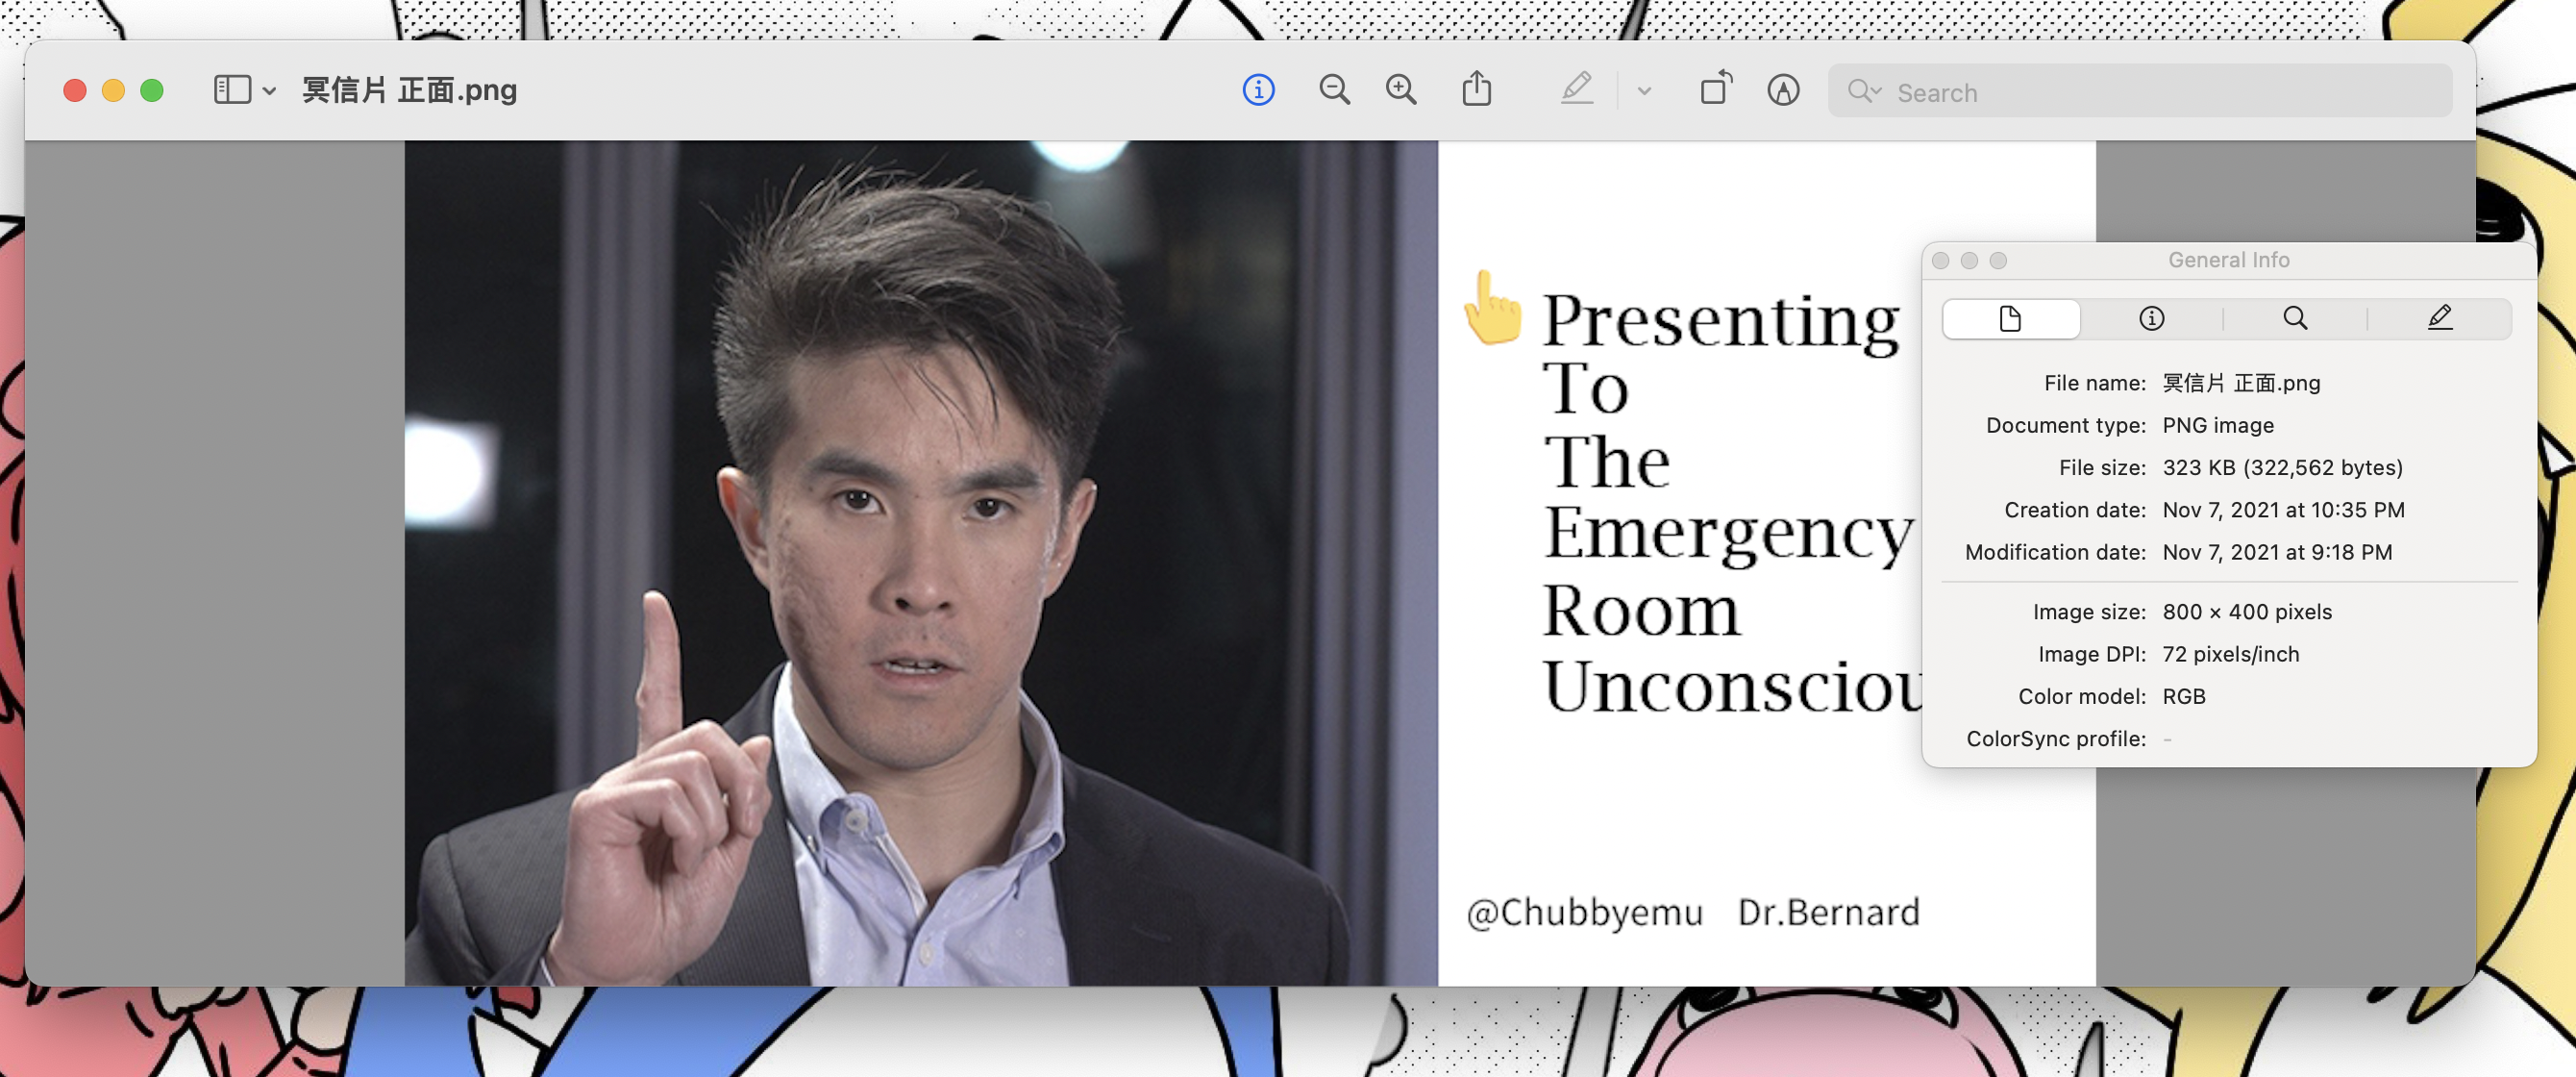 冥信片 正面.png
Search
Presenting
To
The
Emergency
Room
@Chubbyemu Dr.Bernard
General Info
File name: 冥信片 正面.png
Document type: PNG image
File size: 323 KB (322,562 bytes)
Creation date: Nov 7, 2021 at 10:35 PM
Modification date: Nov 7, 2021 at 9:18 PM
Image size: 800 × 400 pixels
Image DPI: 72 pixels/inch
Color model: RGB
ColorSync profile: -